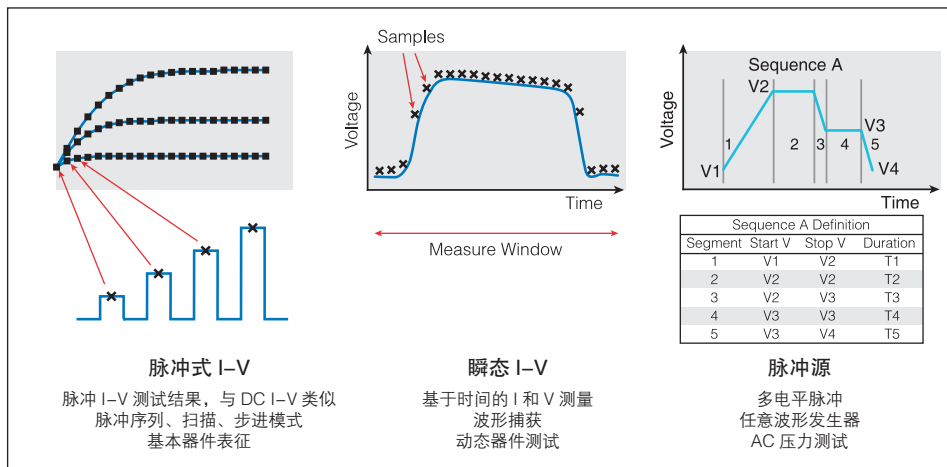 Samples
Voltage
Time
Measure Window
Voltage
Sequence A
V2
V3
V1
V4
1
2
3
4
5
Time
Sequence A Definition
Segment Start V Stop V Duration
1 V1 V2 T1
2 V2 V2 T2
3 V2 V3 T3
4 V3 V3 T4
5 V3 V4 T5
脉冲式 I-V
脉冲 I-V 测试结果，与 DC I-V 类似
脉冲序列、扫描、步进模式
基本器件表征
瞬态 I-V
基于时间的 I 和 V 测量
波形捕获
动态器件测试
脉冲源
多电平脉冲
任意波形发生器
AC 压力测试